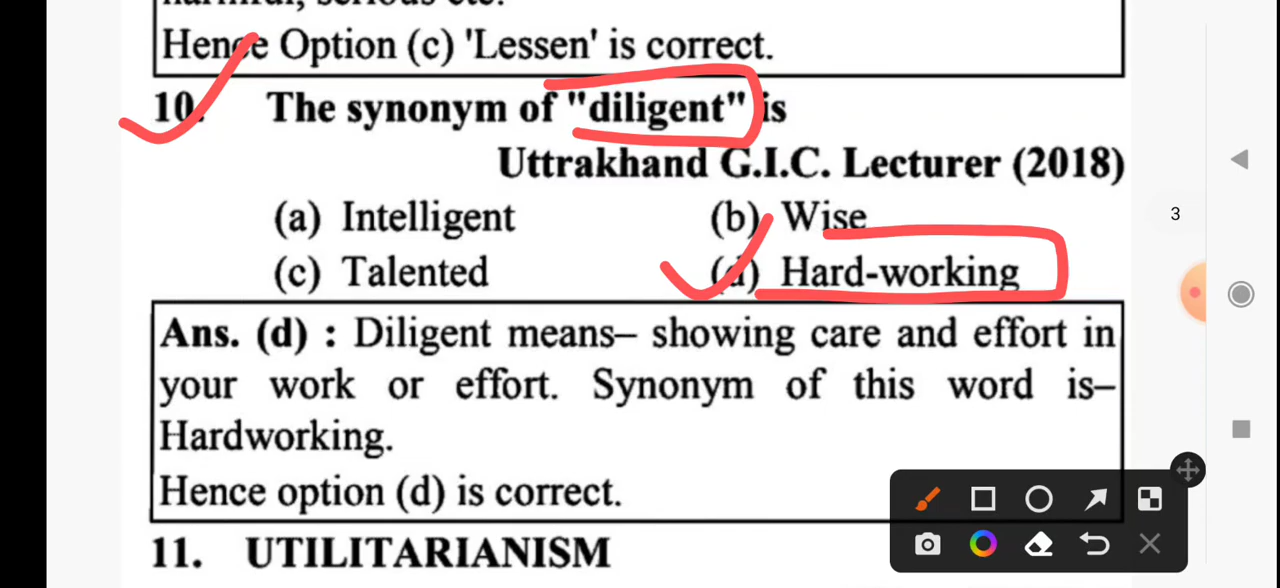 Hence Option (c) 'Lessen' is correct.
10. The synonym of "diligent" is
Uttrakhand G.I.C. Lecturer (2018)
(a) Intelligent (b) Wise
(c) Talented (d) Hard-working
Ans. (d) : Diligent means– showing care and effort in
your work or effort. Synonym of this word is–
Hardworking.
Hence option (d) is correct.
11. UTILITARIANISM
3